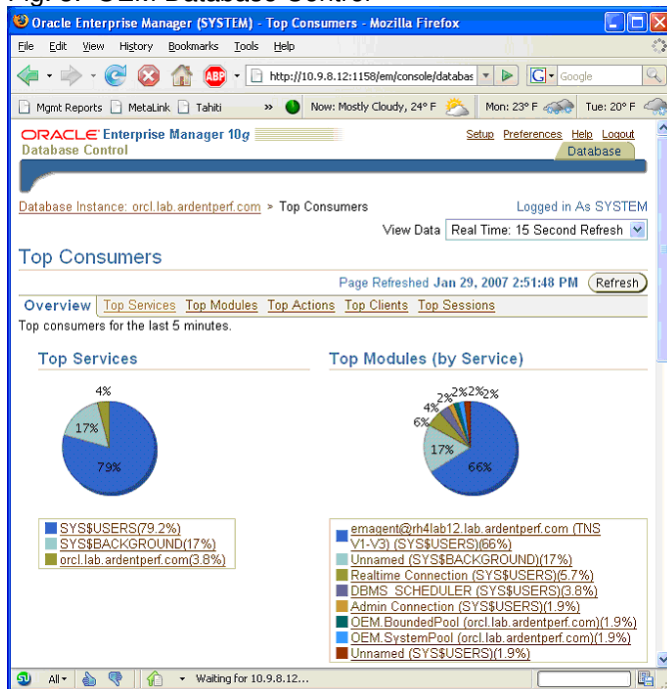 Fig. 3: OEM Database Control
Oracle Enterprise Manager (SYSTEM) - Top Consumers - Mozilla Firefox
File Edit View History Bookmarks Tools Help
ABP http://10.9.8.12:1158/em/console/databas G Google
Mgmt Reports MetaLink Tahiti » Now: Mostly Cloudy, 24° F Mon: 23° F Tue: 20° F
ORACLE Enterprise Manager 10g Setup Preferences Help Logout
Database Control Database
Database Instance: orcl.lab.ardentperf.com > Top Consumers Logged in As SYSTEM
View Data Real Time: 15 Second Refresh
Top Consumers
Page Refreshed Jan 29, 2007 2:51:48 PM Refresh
Overview Top Services Top Modules Top Actions Top Clients Top Sessions
Top consumers for the last 5 minutes.
Top Services
4%
17%
79%
SYS$USERS(79.2%)
SYS$BACKGROUND(17%)
orcl.lab.ardentperf.com(3.8%)
Top Modules (by Service)
6% 4% 2% 2% 2% 2%
17%
66%
emagent@rh4lab12.lab.ardentperf.com (TNS
V1-V3) (SYS$USERS)(66%)
Unnamed (SYS$BACKGROUND)(17%)
Realtime Connection (SYS$USERS)(5.7%)
DBMS_SCHEDULER (SYS$USERS)(3.8%)
Admin Connection (SYS$USERS)(1.9%)
OEM.BoundedPool (orcl.lab.ardentperf.com)(1.9%)
OEM.SystemPool (orcl.lab.ardentperf.com)(1.9%)
Unnamed (SYS$USERS)(1.9%)
All Waiting for 10.9.8.12...